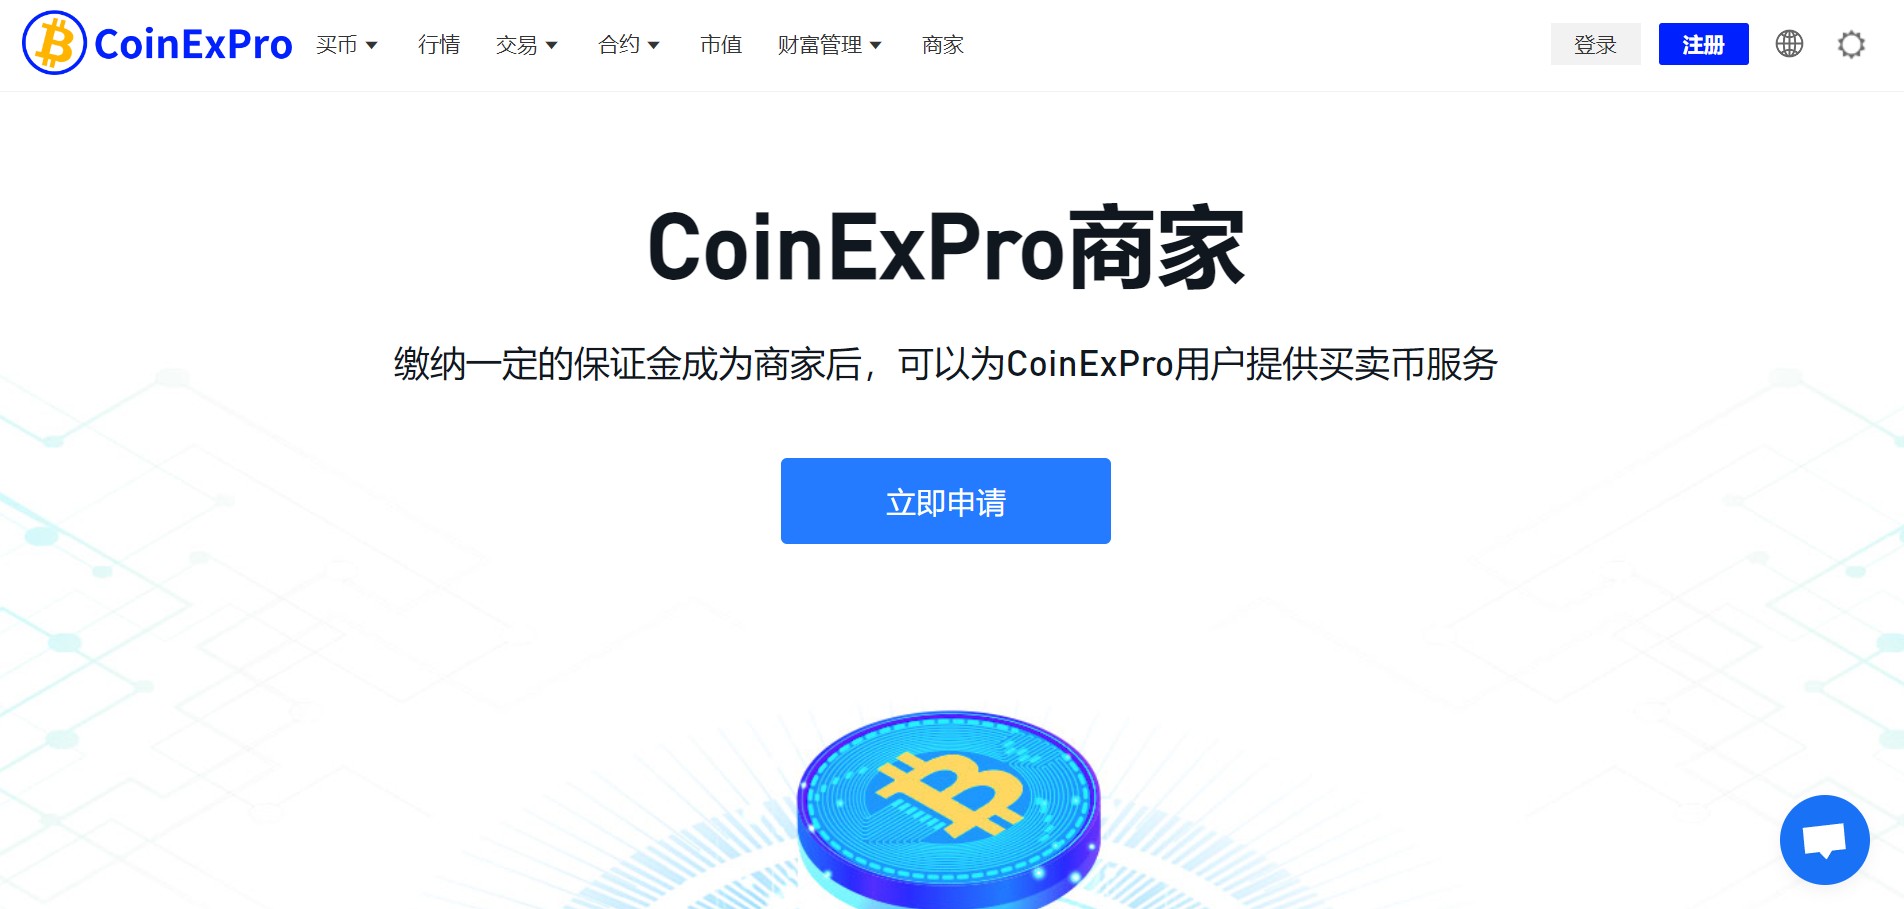 CoinExPro 买币 行情 交易 合约 市值 财富管理 商家 登录 注册
CoinExPro商家
缴纳一定的保证金成为商家后，可以为CoinExPro用户提供买卖币服务
立即申请